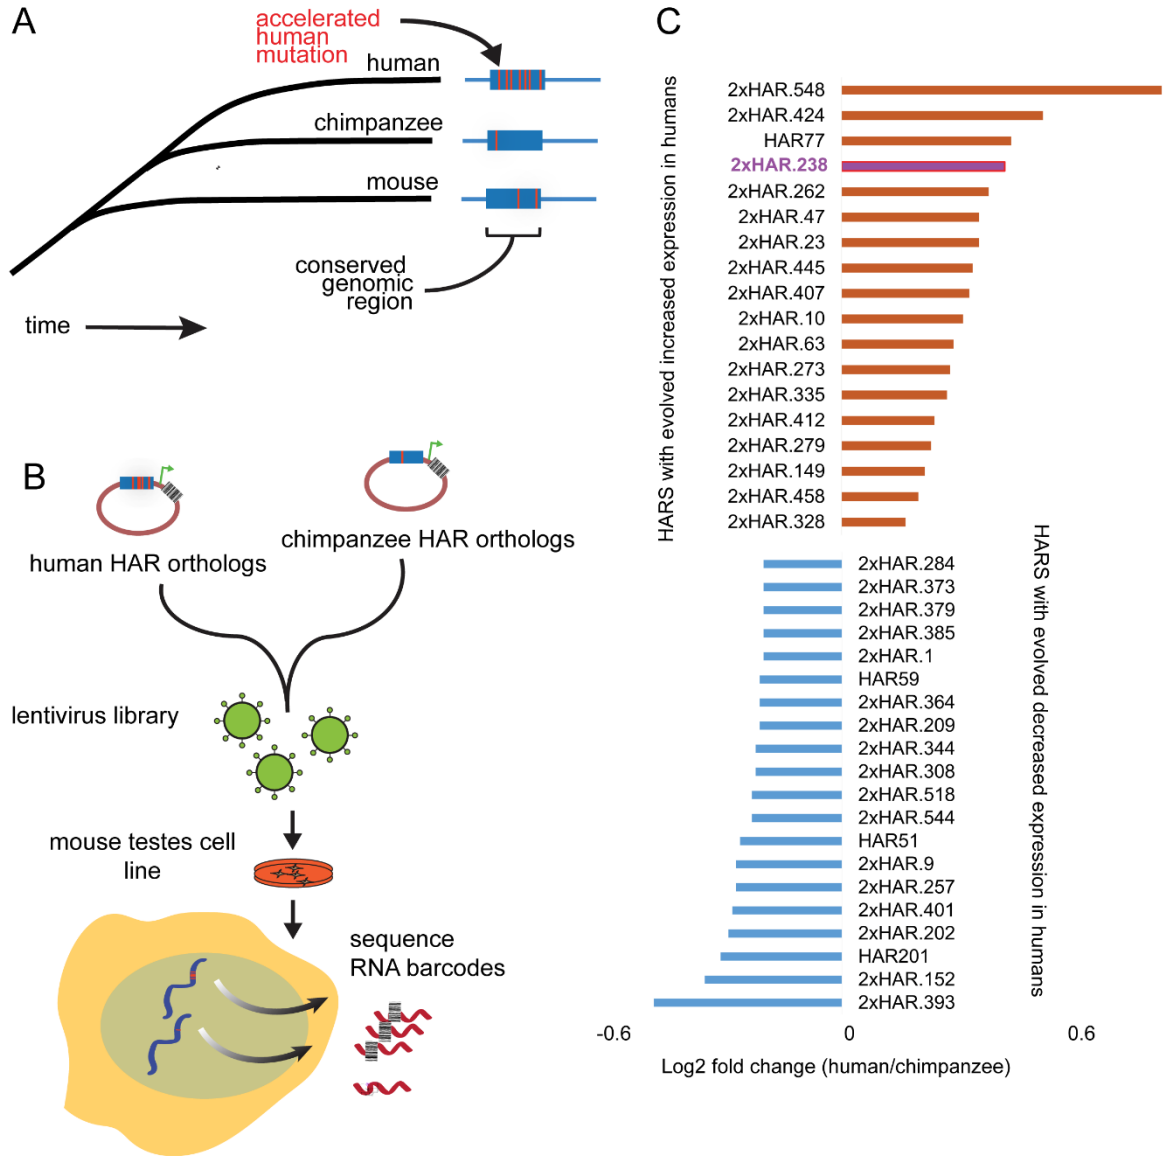 A
accelerated
human
mutation
human
chimpanzee
mouse
conserved
genomic
region
time
B
human HAR orthologs
chimpanzee HAR orthologs
lentivirus library
mouse testes cell
line
sequence
RNA barcodes
C
HARS with evolved increased expression in humans
2xHAR.548
2xHAR.424
HAR77
2xHAR.238
2xHAR.262
2xHAR.47
2xHAR.23
2xHAR.445
2xHAR.407
2xHAR.10
2xHAR.63
2xHAR.273
2xHAR.335
2xHAR.412
2xHAR.279
2xHAR.149
2xHAR.458
2xHAR.328
HARS with evolved decreased expression in humans
2xHAR.284
2xHAR.373
2xHAR.379
2xHAR.385
2xHAR.1
HAR59
2xHAR.364
2xHAR.209
2xHAR.344
2xHAR.308
2xHAR.518
2xHAR.544
HAR51
2xHAR.9
2xHAR.257
2xHAR.401
2xHAR.202
HAR201
2xHAR.152
2xHAR.393
-0.6 0 0.6
Log2 fold change (human/chimpanzee)